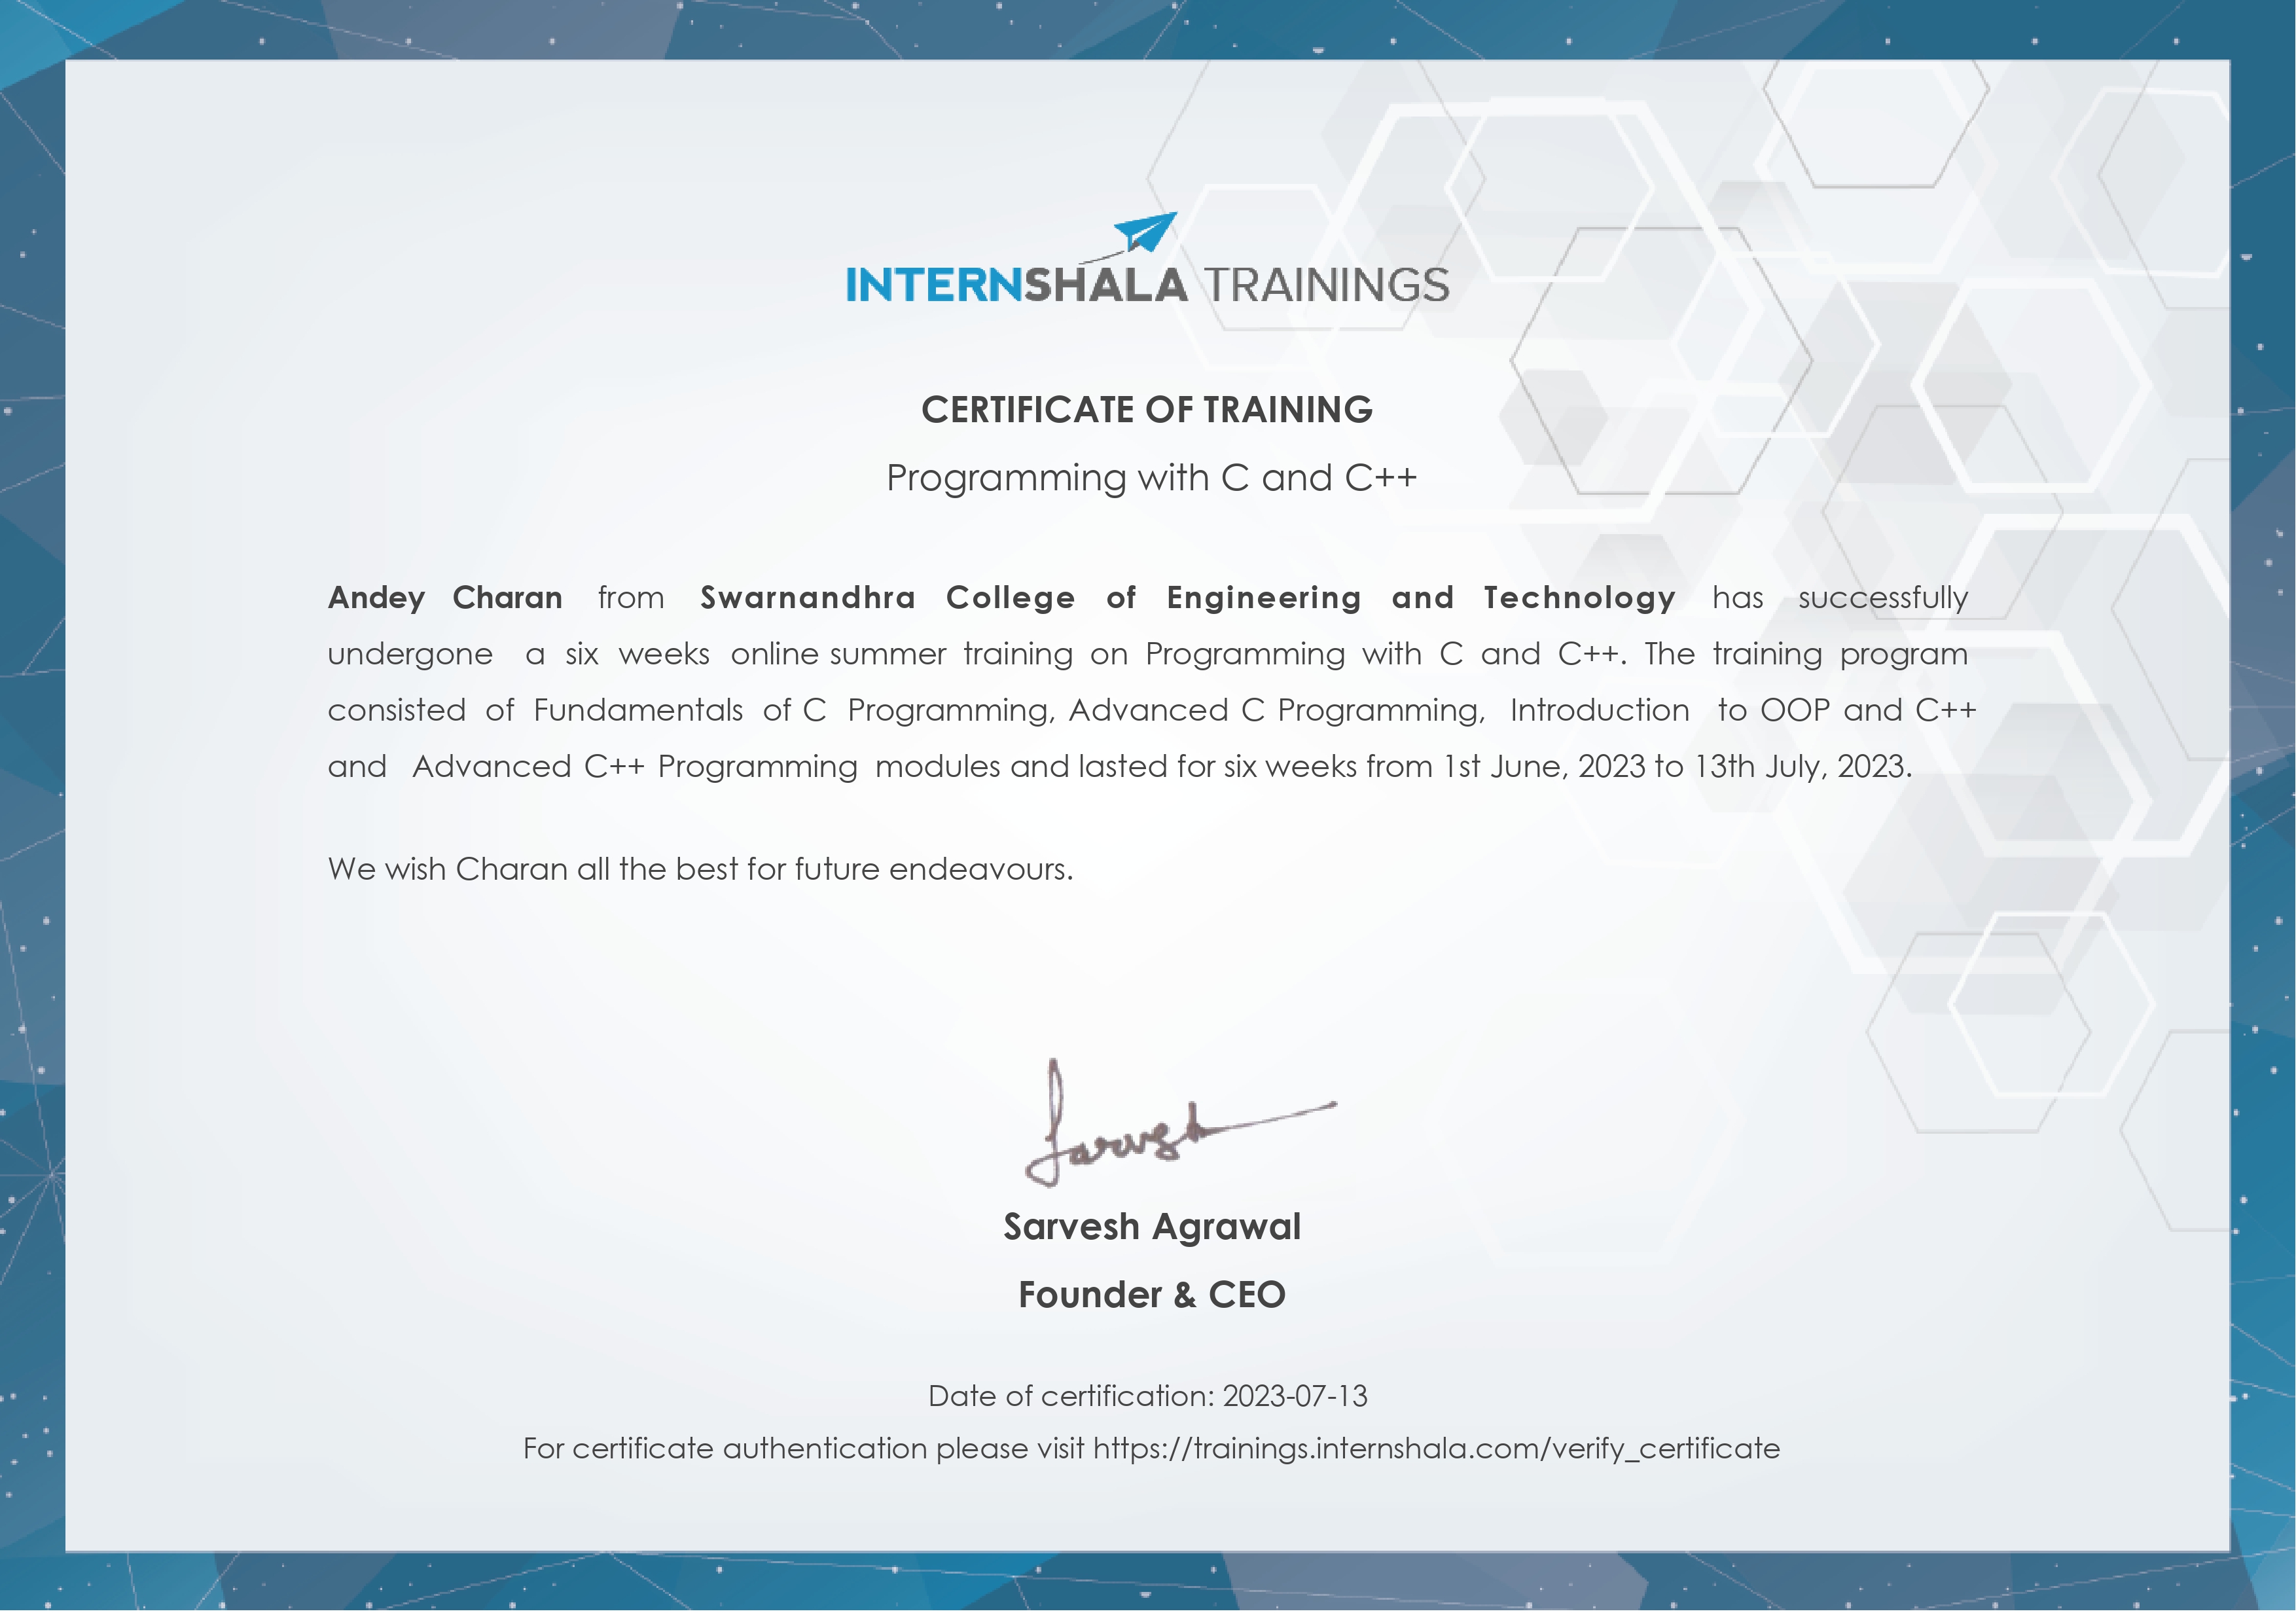 INTERNSHALA TRAININGS
CERTIFICATE OF TRAINING
Programming with C and C++
Andey Charan from Swarnandhra College of Engineering and Technology has successfully
undergone a six weeks online summer training on Programming with C and C++. The training program
consisted of Fundamentals of C Programming, Advanced C Programming, Introduction to OOP and C++
and Advanced C++ Programming modules and lasted for six weeks from 1st June, 2023 to 13th July, 2023.
We wish Charan all the best for future endeavours.
Sarvesh
Sarvesh Agrawal
Founder & CEO
Date of certification: 2023-07-13
For certificate authentication please visit https://trainings.internshala.com/verify_certificate